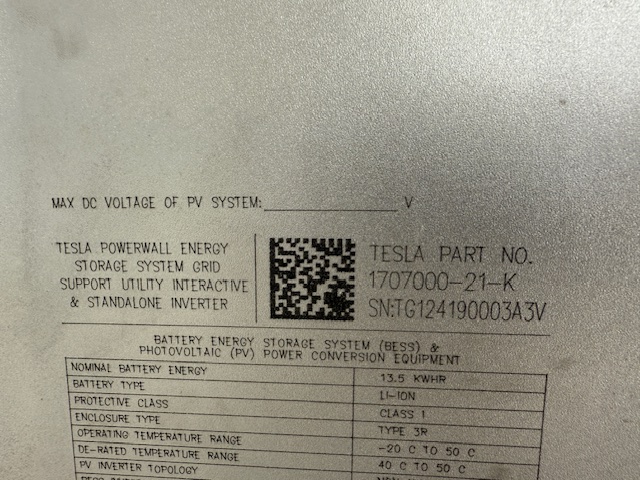 MAX DC VOLTAGE OF PV SYSTEM: V
TESLA POWERWALL ENERGY
STORAGE SYSTEM GRID
SUPPORT UTILITY INTERACTIVE
& STANDALONE INVERTER
TESLA PART NO.
1707000-21-K
SN:TG124190003A3V
BATTERY ENERGY STORAGE SYSTEM (BESS) &
PHOTOVOLTAIC (PV) POWER CONVERSION EQUIPMENT
NOMINAL BATTERY ENERGY 13.5 KWHR
BATTERY TYPE LI-ION
PROTECTIVE CLASS CLASS 1
ENCLOSURE TYPE TYPE 3R
OPERATING TEMPERATURE RANGE -20 C TO 50 C
DE-RATED TEMPERATURE RANGE 40 C TO 50 C
PV INVERTER TOPOLOGY